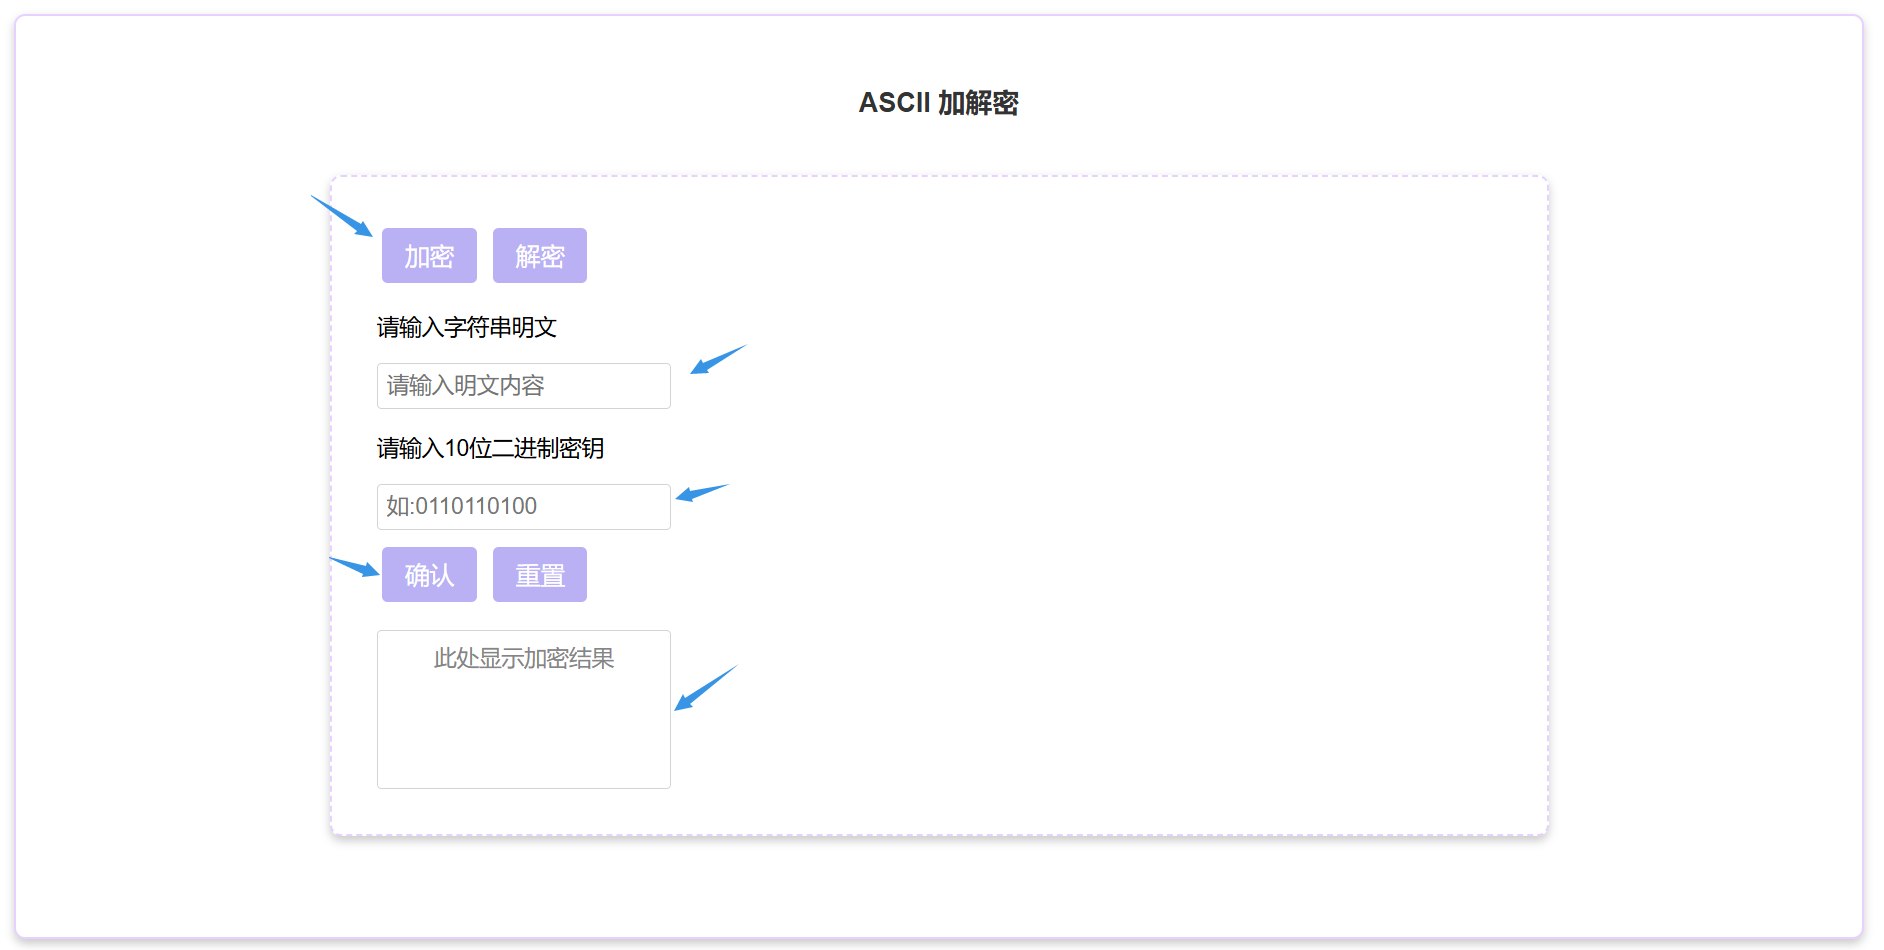 ASCII 加解密
加密 解密
请输入字符串明文
请输入明文内容
请输入10位二进制密钥
如:0110110100
确认 重置
此处显示加密结果